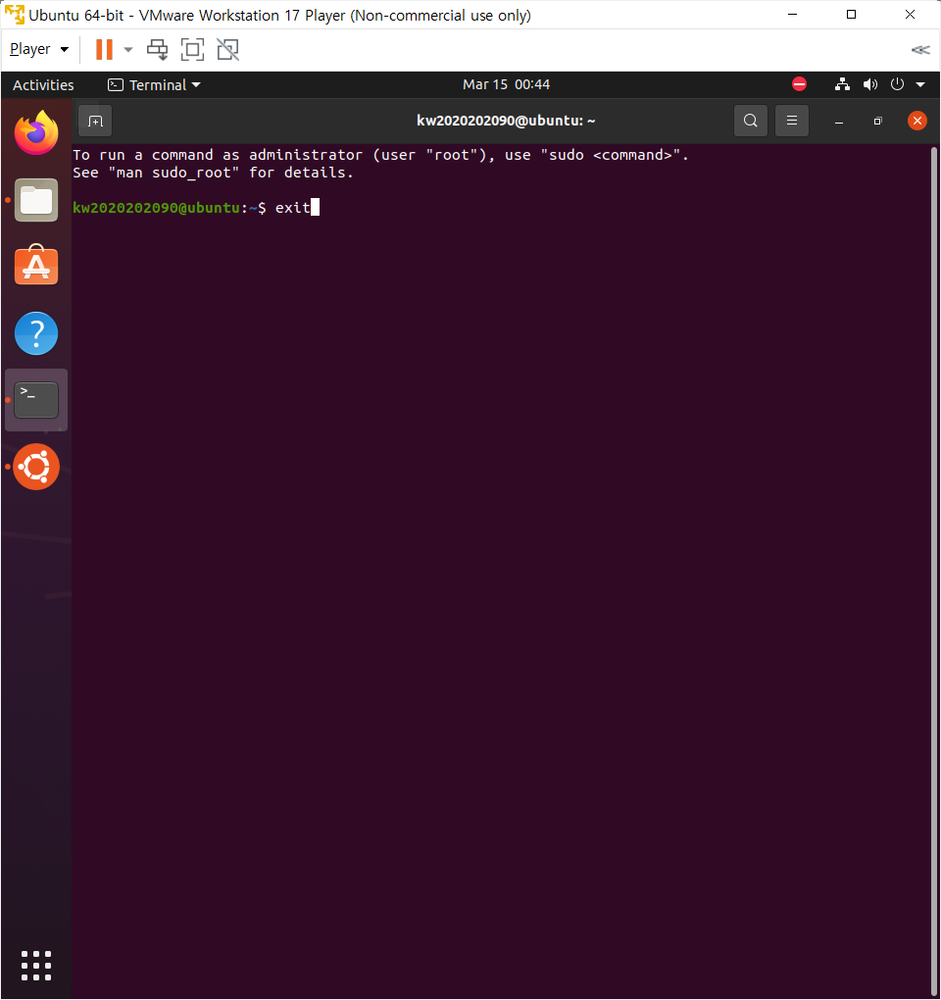 Ubuntu 64-bit - VMware Workstation 17 Player (Non-commercial use only)
Player
Activities
Terminal
Mar 15 00:44
kw2020202090@ubuntu: ~
To run a command as administrator (user "root"), use "sudo <command>".
See "man sudo_root" for details.
kw2020202090@ubuntu:~$ exit